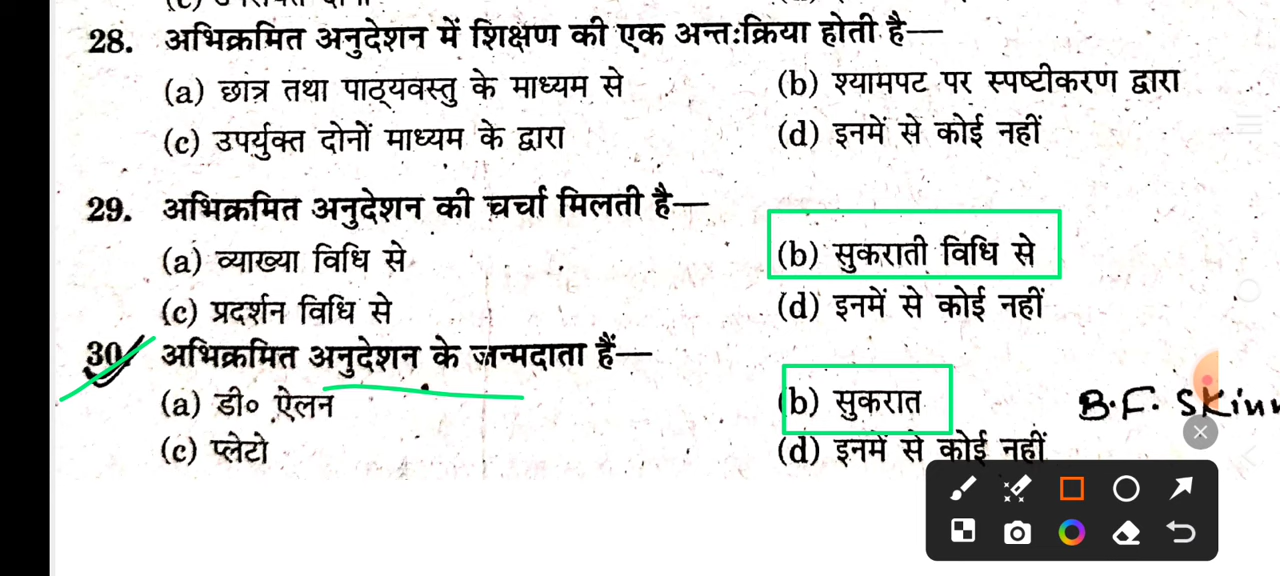 28. अभिक्रमित अनुदेशन में शिक्षण की एक अन्तःक्रिया होती है—
(a) छात्र तथा पाठ्यवस्तु के माध्यम से (b) श्यामपट पर स्पष्टीकरण द्वारा
(c) उपर्युक्त दोनों माध्यम के द्वारा (d) इनमें से कोई नहीं
29. अभिक्रमित अनुदेशन की चर्चा मिलती है—
(a) व्याख्या विधि से (b) सुकराती विधि से
(c) प्रदर्शन विधि से (d) इनमें से कोई नहीं
30. अभिक्रमित अनुदेशन के जन्मदाता हैं—
(a) डी० ऐलन (b) सुकरात B.F. Skinn
(c) प्लेटो (d) इनमें से कोई नहीं